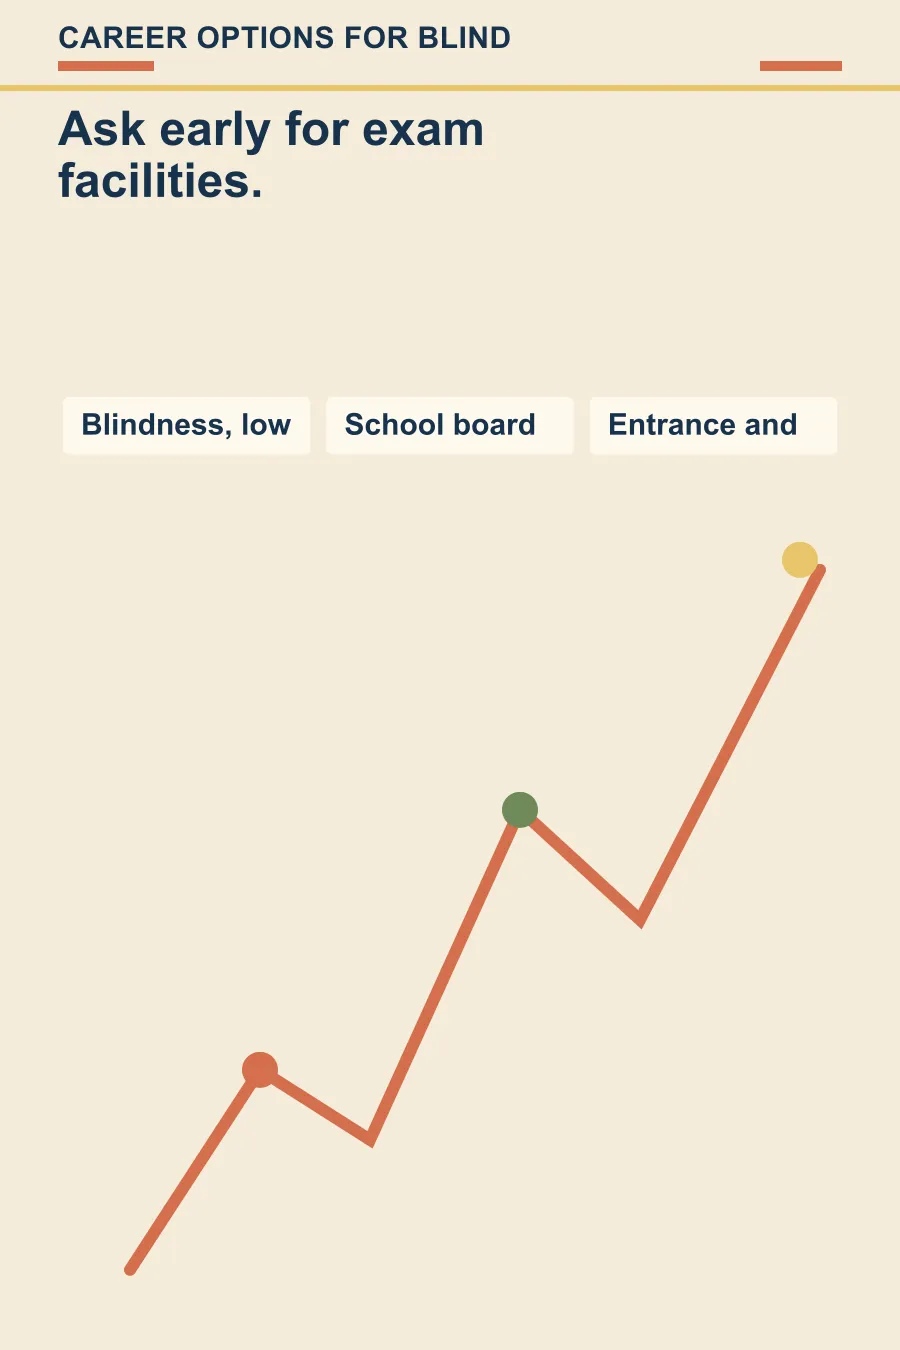 CAREER OPTIONS FOR BLIND
Ask early for exam
facilities.
Blindness, low
School board
Entrance and